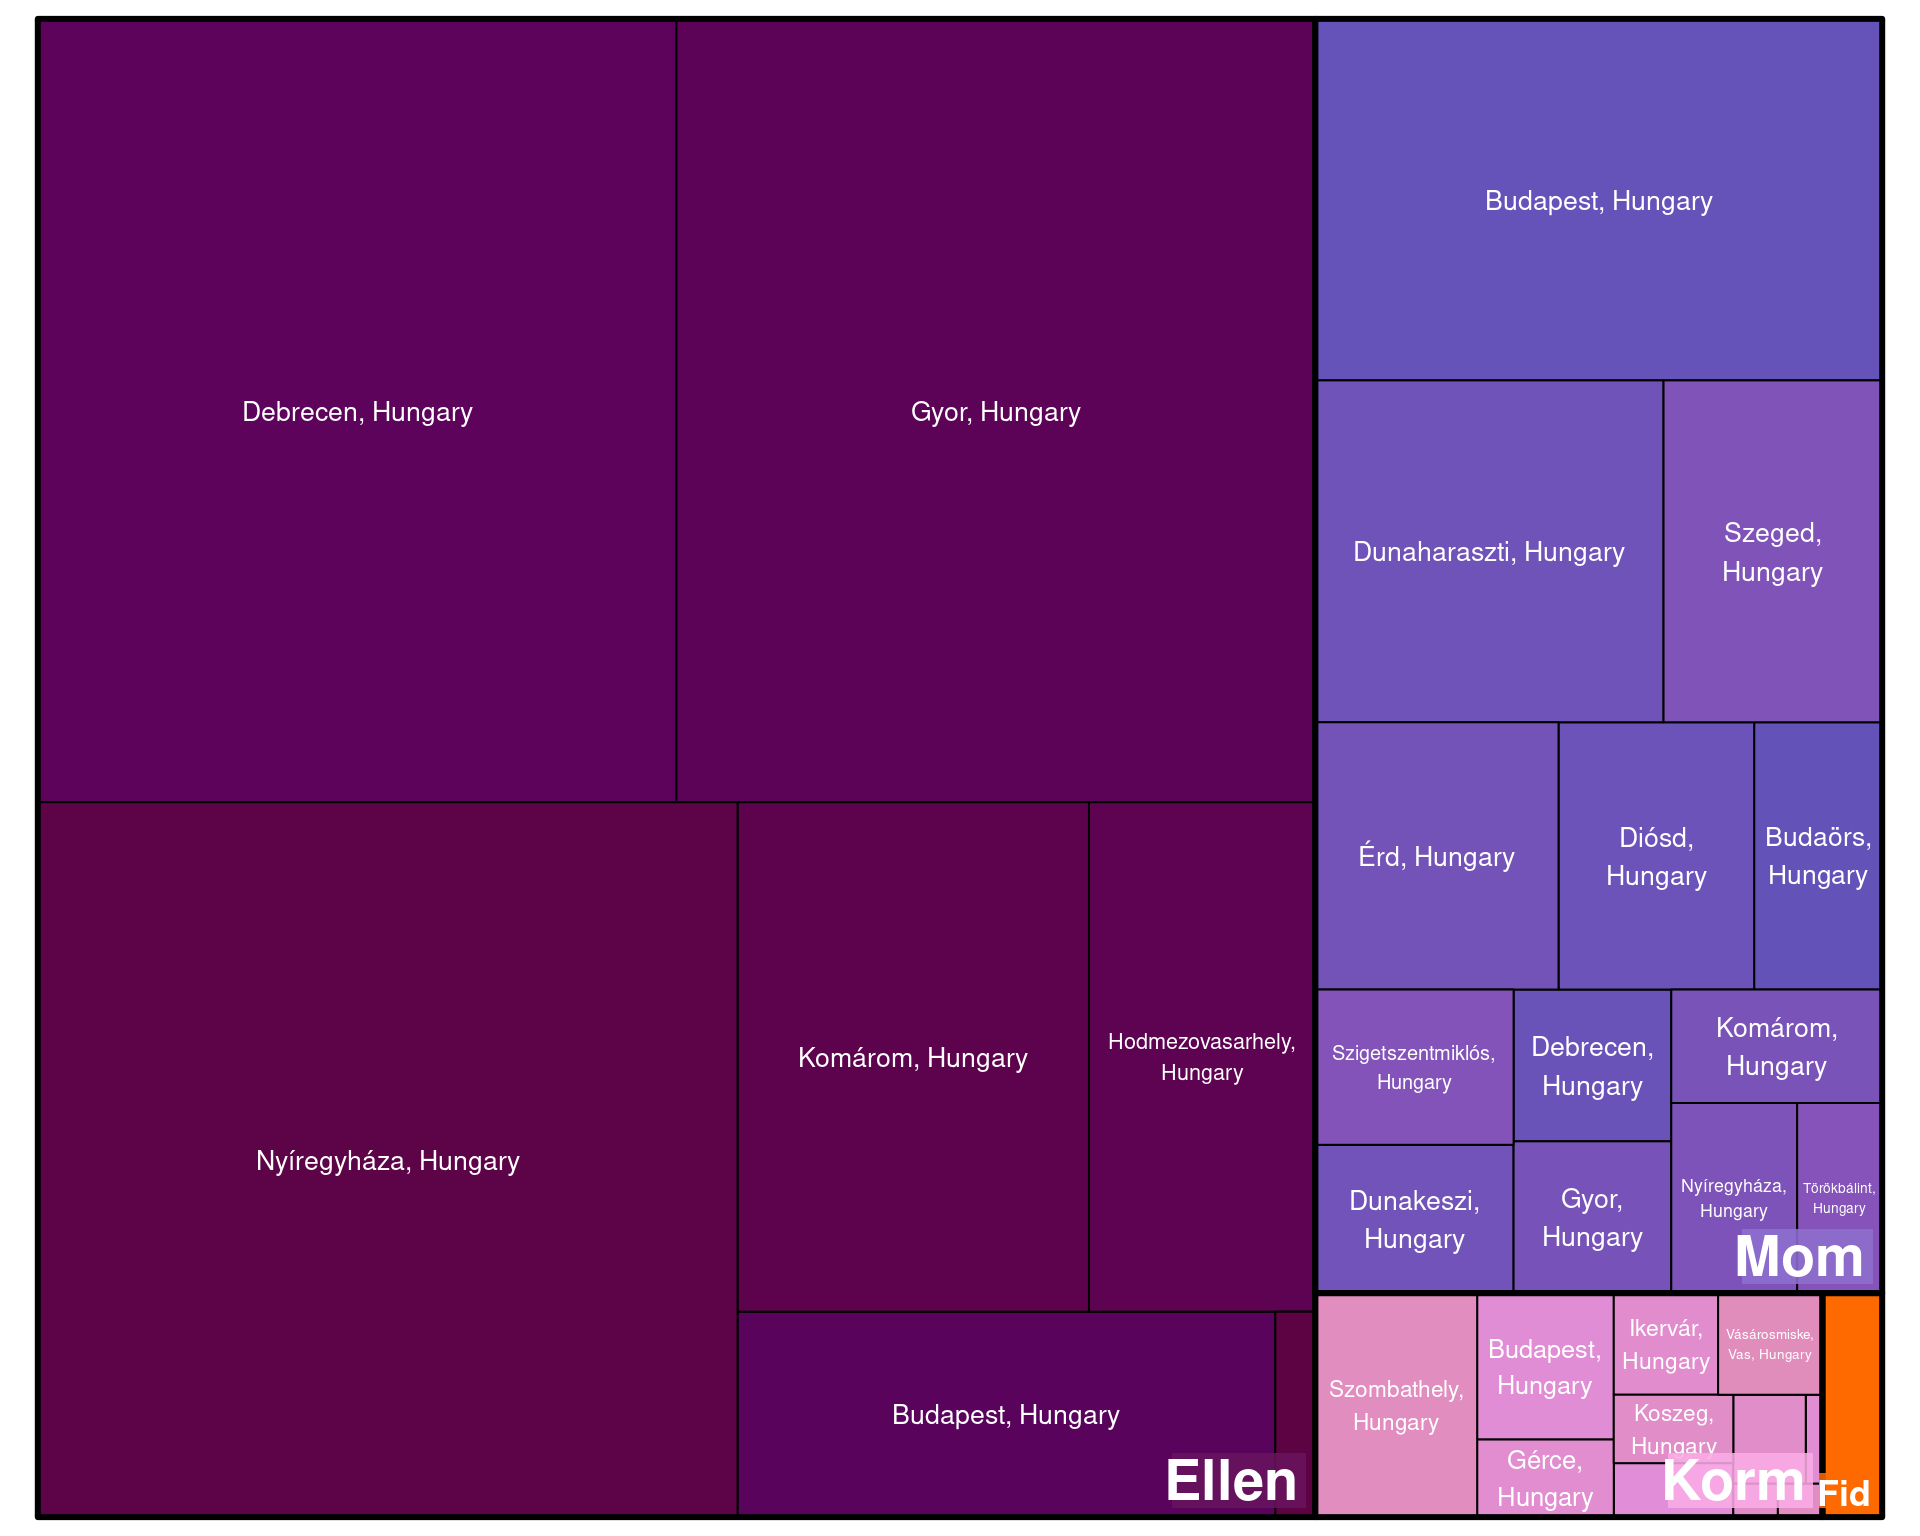 Debrecen, Hungary
Gyor, Hungary
Nyíregyháza, Hungary
Komárom, Hungary
Hodmezovasarhely,
Hungary
Budapest, Hungary
Ellen
Budapest, Hungary
Dunaharaszti, Hungary
Szeged,
Hungary
Érd, Hungary
Diósd,
Hungary
Budaörs,
Hungary
Szigetszentmiklós,
Hungary
Debrecen,
Hungary
Komárom,
Hungary
Dunakeszi,
Hungary
Gyor,
Hungary
Nyíregyháza,
Hungary
Törökbálint,
Hungary
Mom
Szombathely,
Hungary
Budapest,
Hungary
Gérce,
Hungary
Ikervár,
Hungary
Vásárosmiske,
Vas, Hungary
Koszeg,
Hungary
Korm
Fid